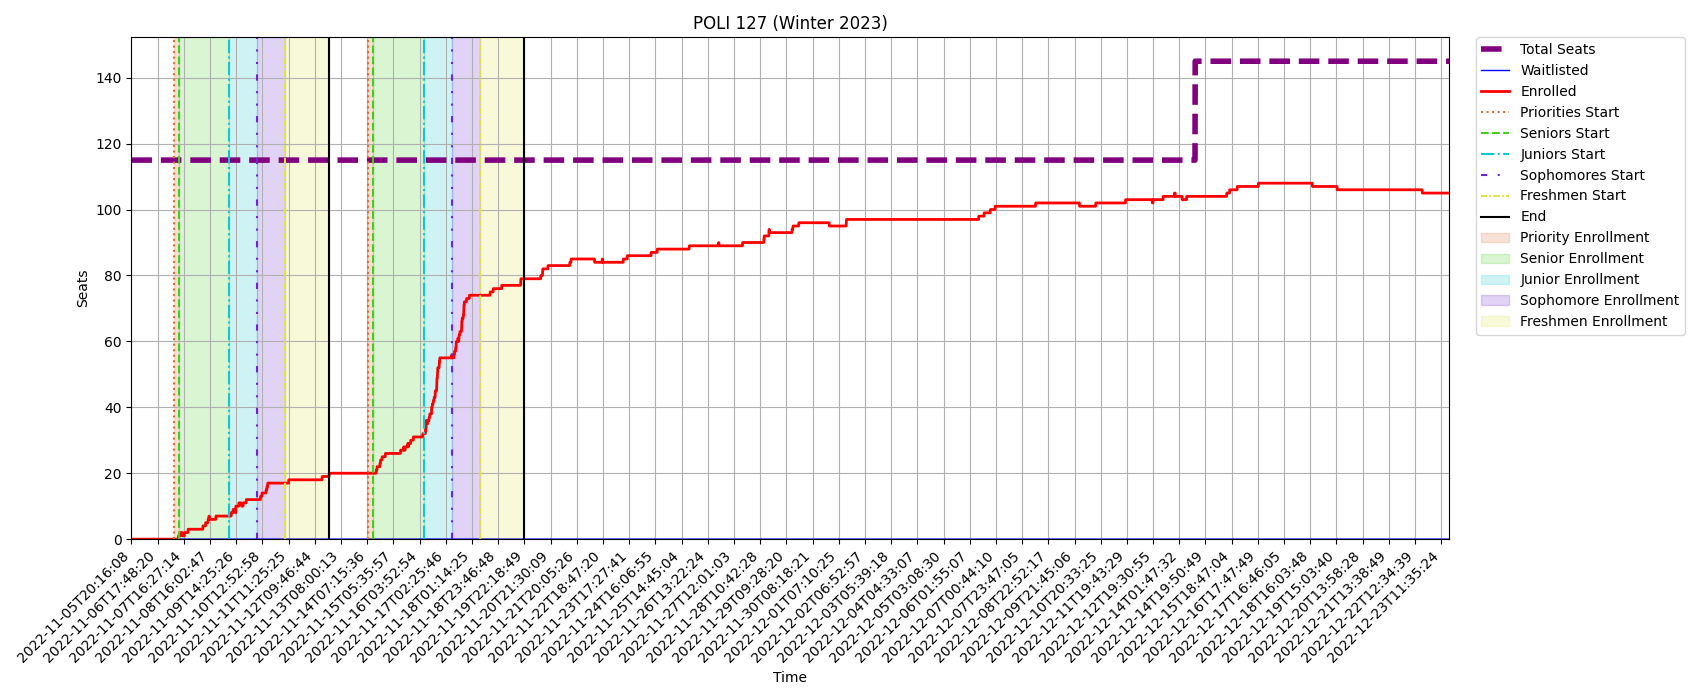 POLI 127 (Winter 2023)
Seats
140
120
100
80
60
40
20
0
2022-11-05T20:16:08
2022-11-06T17:48:20
2022-11-07T16:27:14
2022-11-08T16:02:47
2022-11-09T14:25:26
2022-11-10T12:52:58
2022-11-11T11:25:25
2022-11-12T09:46:44
2022-11-13T08:00:13
2022-11-14T07:15:36
2022-11-15T05:35:57
2022-11-16T03:52:54
2022-11-17T02:25:46
2022-11-18T01:14:25
2022-11-18T23:46:48
2022-11-19T22:18:49
2022-11-20T21:30:09
2022-11-21T20:05:26
2022-11-22T18:47:20
2022-11-23T17:27:41
2022-11-24T16:06:55
2022-11-25T14:45:04
2022-11-26T13:22:24
2022-11-27T12:01:03
2022-11-28T10:42:28
2022-11-29T09:28:20
2022-11-30T08:18:21
2022-12-01T07:10:25
2022-12-02T06:52:57
2022-12-03T05:39:18
2022-12-04T04:33:07
2022-12-05T03:08:30
2022-12-06T01:55:07
2022-12-07T00:44:10
2022-12-07T23:47:05
2022-12-08T22:52:17
2022-12-09T21:45:06
2022-12-10T20:33:25
2022-12-11T19:43:29
2022-12-12T19:30:55
2022-12-14T01:47:32
2022-12-14T19:50:49
2022-12-15T18:47:04
2022-12-16T17:47:49
2022-12-17T16:46:05
2022-12-18T16:03:48
2022-12-19T15:03:40
2022-12-20T13:58:28
2022-12-21T13:38:49
2022-12-22T12:34:39
2022-12-23T11:35:24
Time
Total Seats
Waitlisted
Enrolled
Priorities Start
Seniors Start
Juniors Start
Sophomores Start
Freshmen Start
End
Priority Enrollment
Senior Enrollment
Junior Enrollment
Sophomore Enrollment
Freshmen Enrollment